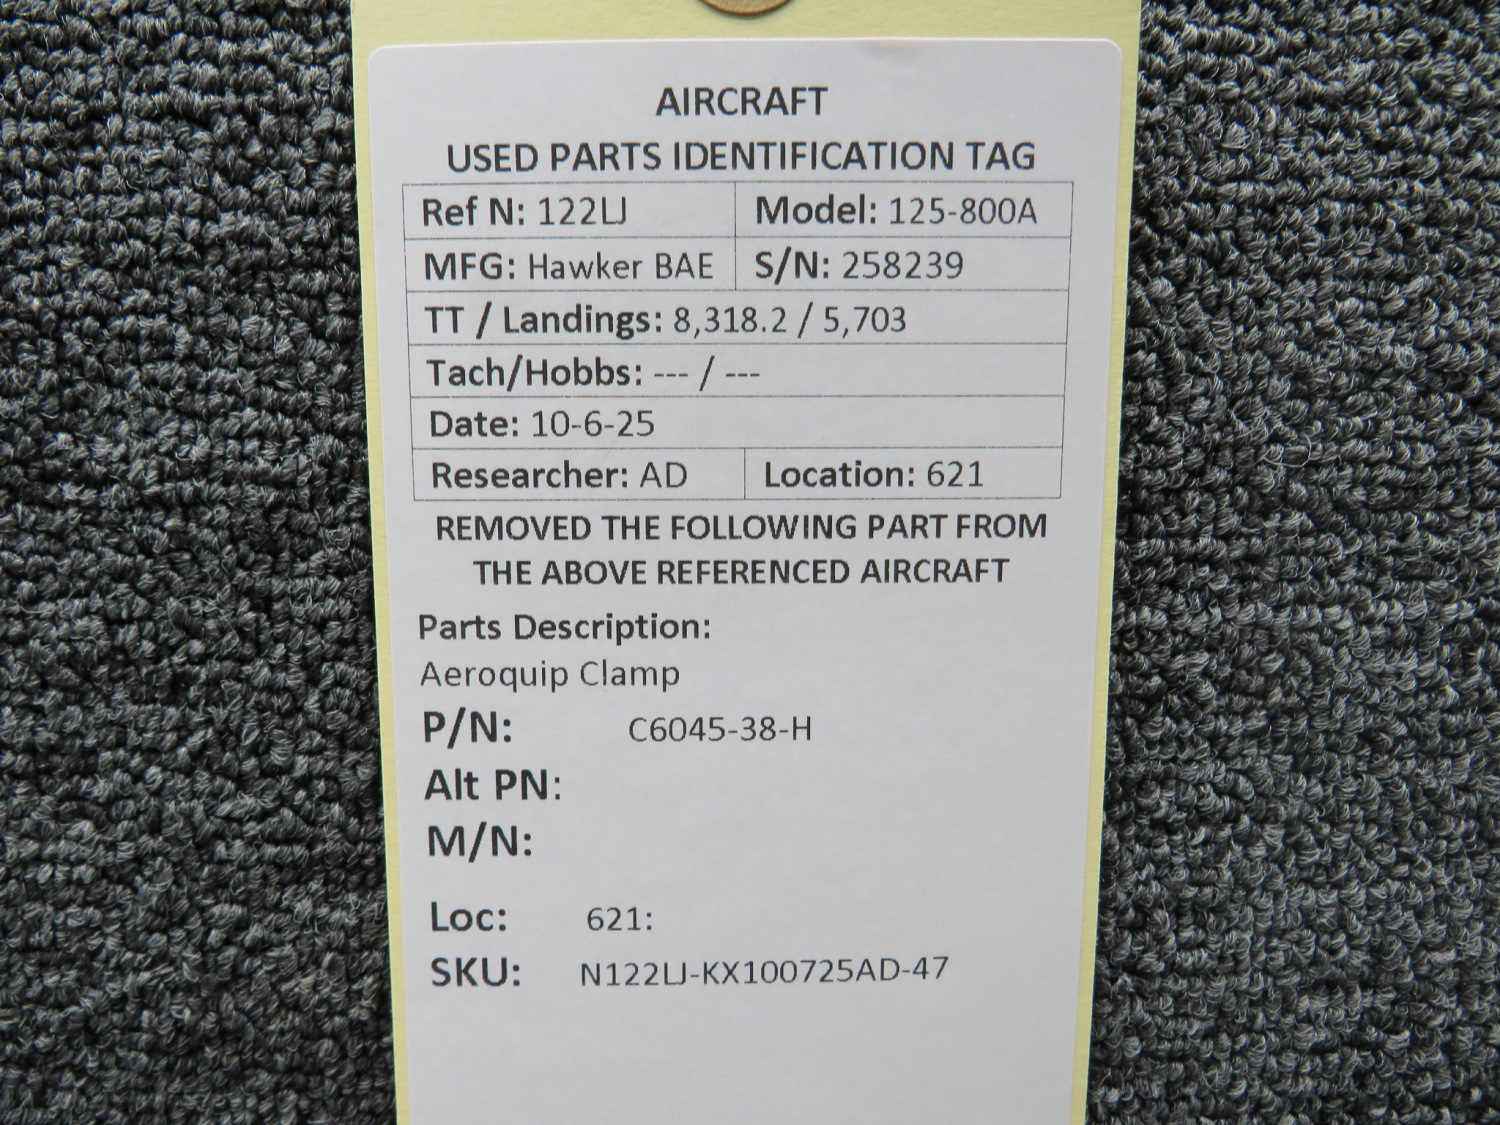 AIRCRAFT
USED PARTS IDENTIFICATION TAG
Ref N: 122LJ Model: 125-800A
MFG: Hawker BAE S/N: 258239
TT / Landings: 8,318.2 / 5,703
Tach/Hobbs: --- / ---
Date: 10-6-25
Researcher: AD Location: 621
REMOVED THE FOLLOWING PART FROM
THE ABOVE REFERENCED AIRCRAFT
Parts Description:
Aeroquip Clamp
P/N: C6045-38-H
Alt PN:
M/N:
Loc: 621:
SKU: N122LJ-KX100725AD-47